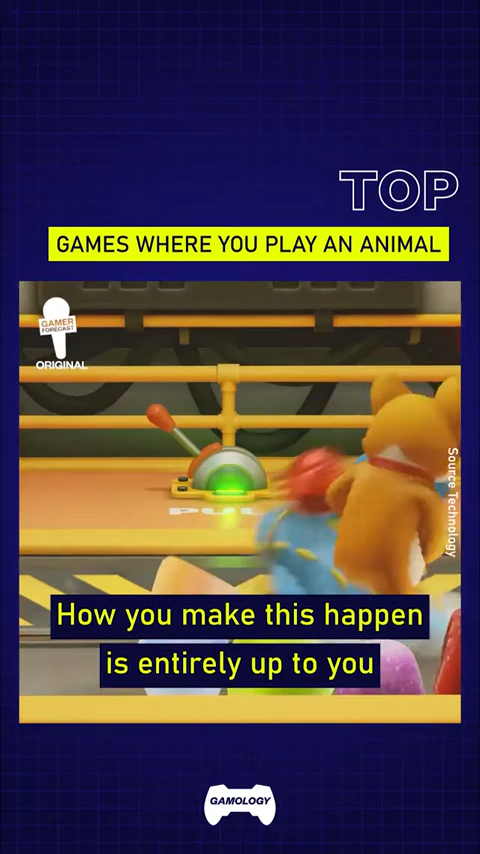 TOP
GAMES WHERE YOU PLAY AN ANIMAL
GAMER
FORECAST
ORIGINAL
Source Technology
PUL
How you make this happen
is entirely up to you
GAMOLOGY